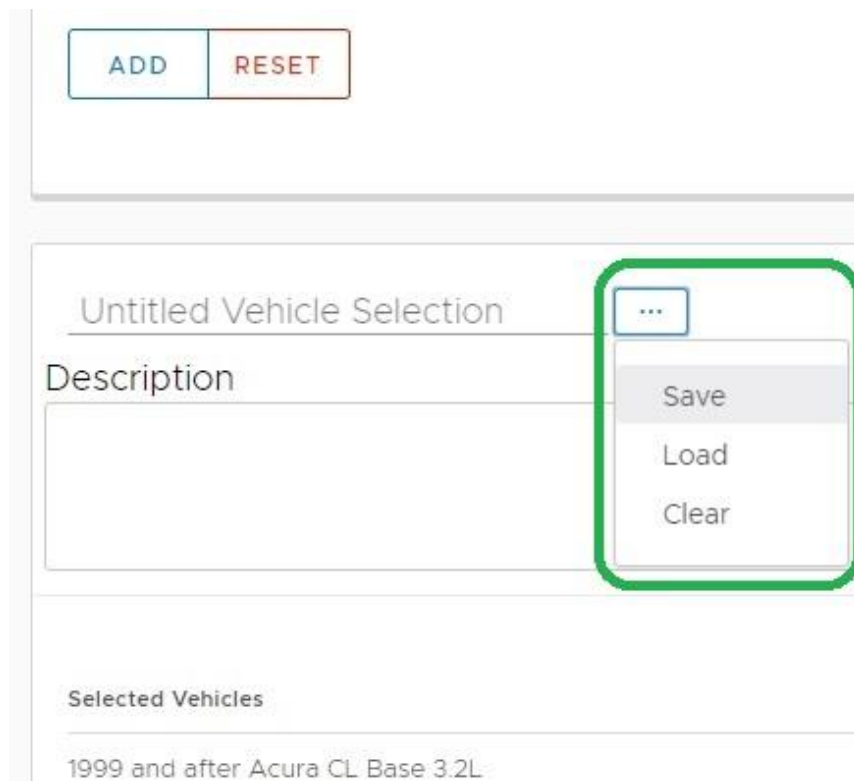 ADD RESET
Untitled Vehicle Selection ...
Description
Save
Load
Clear
Selected Vehicles
1999 and after Acura CL Base 3.2L